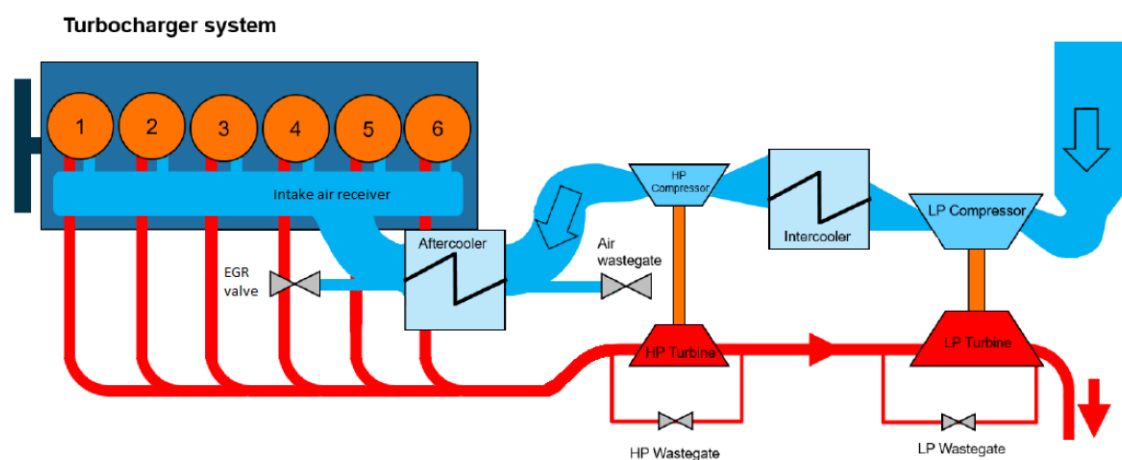 Turbocharger system
1 2 3 4 5 6
Intake air receiver
HP
Compressor
LP Compressor
Intercooler
Aftercooler
Air
wastegate
EGR
valve
HP Turbine
LP Turbine
HP Wastegate
LP Wastegate